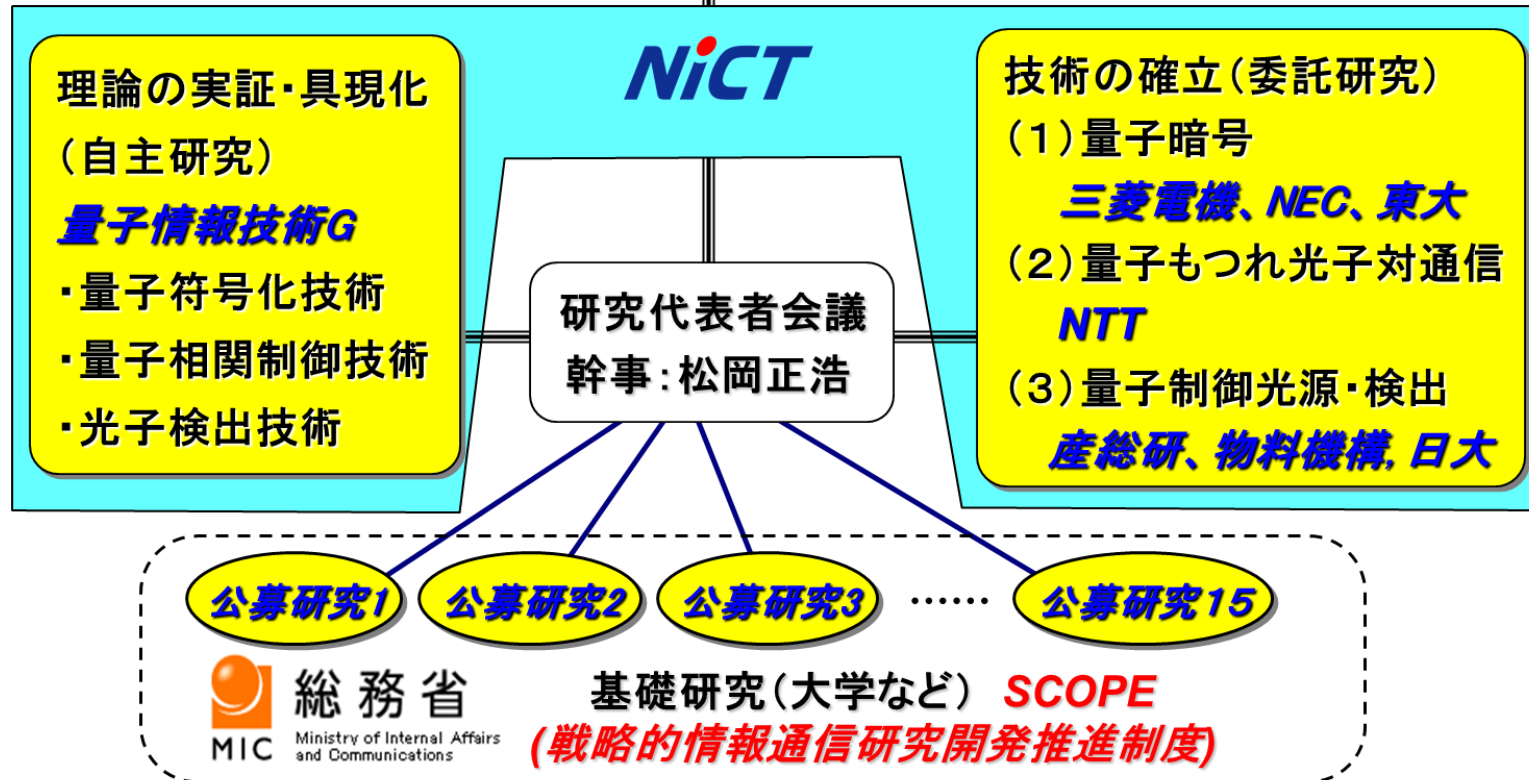 NiCT
理論の実証・具現化
(自主研究)
量子情報技術G
・量子符号化技術
・量子相関制御技術
・光子検出技術
研究代表者会議
幹事:松岡正浩
技術の確立(委託研究)
(1)量子暗号
三菱電機、NEC、東大
(2)量子もつれ光子対通信
NTT
(3)量子制御光源・検出
産総研、物料機構, 日大
公募研究1
公募研究2
公募研究3
……
公募研究15
MIC
総務省
Ministry of Internal Affairs
and Communications
基礎研究(大学など) SCOPE
(戦略的情報通信研究開発推進制度)